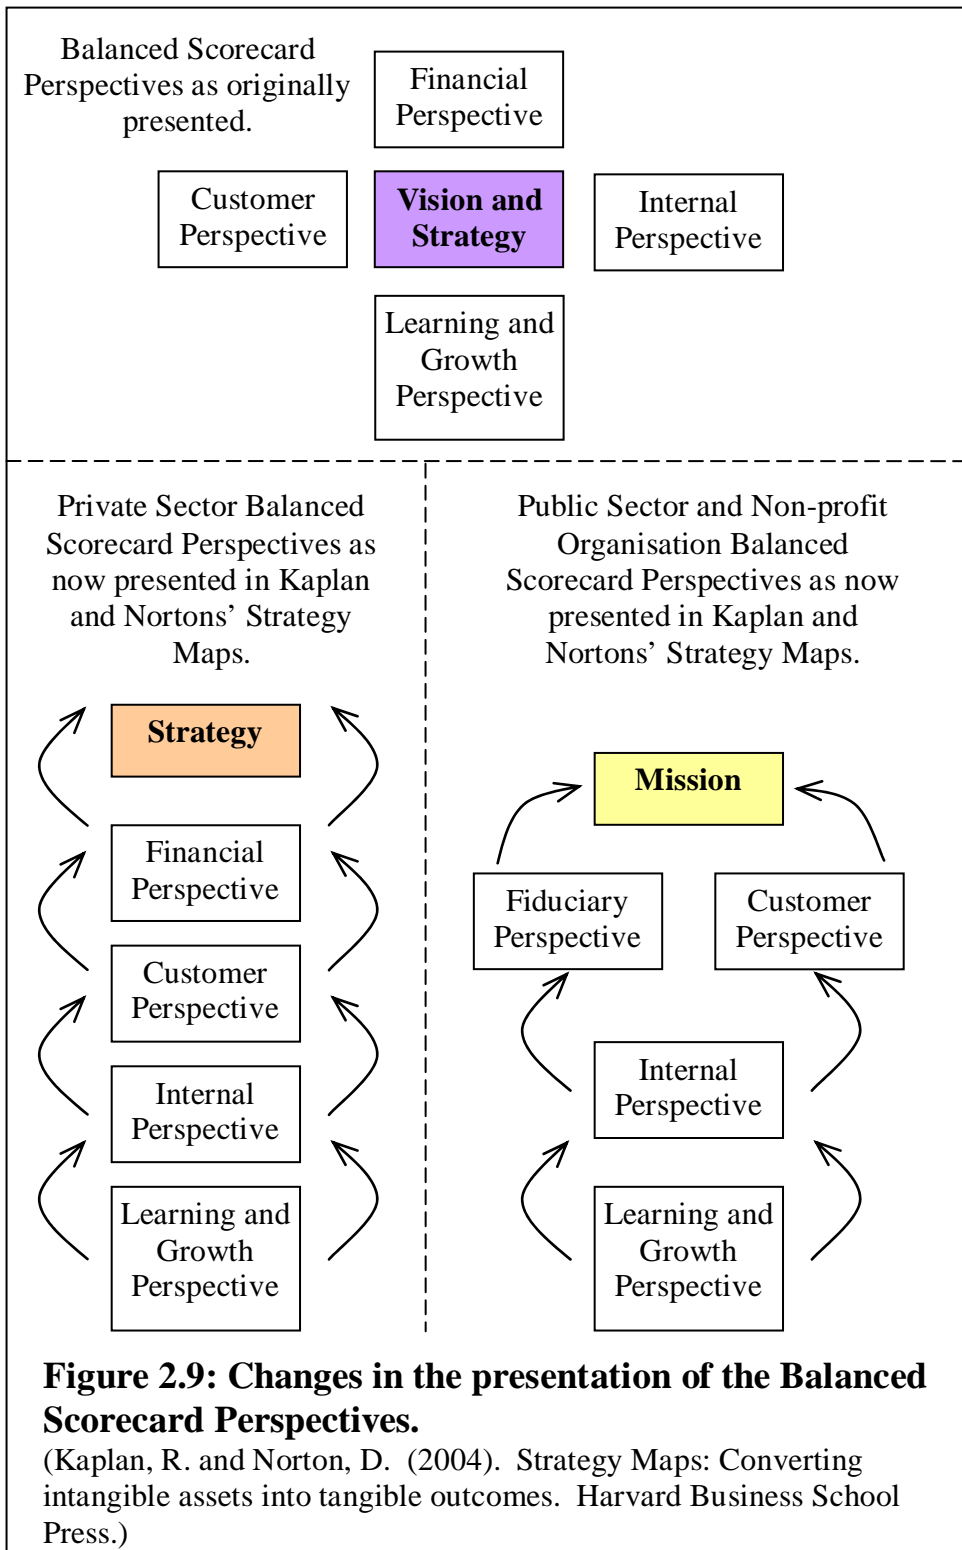 Balanced Scorecard
Perspectives as originally
presented.
Financial
Perspective
Customer
Perspective
Vision and
Strategy
Internal
Perspective
Learning and
Growth
Perspective
Private Sector Balanced
Scorecard Perspectives as
now presented in Kaplan
and Nortons’ Strategy
Maps.
Strategy
Financial
Perspective
Customer
Perspective
Internal
Perspective
Learning and
Growth
Perspective
Public Sector and Non-profit
Organisation Balanced
Scorecard Perspectives as now
presented in Kaplan and
Nortons’ Strategy Maps.
Mission
Fiduciary
Perspective
Customer
Perspective
Internal
Perspective
Learning and
Growth
Perspective
Figure 2.9: Changes in the presentation of the Balanced
Scorecard Perspectives.
(Kaplan, R. and Norton, D. (2004). Strategy Maps: Converting
intangible assets into tangible outcomes. Harvard Business School
Press.)